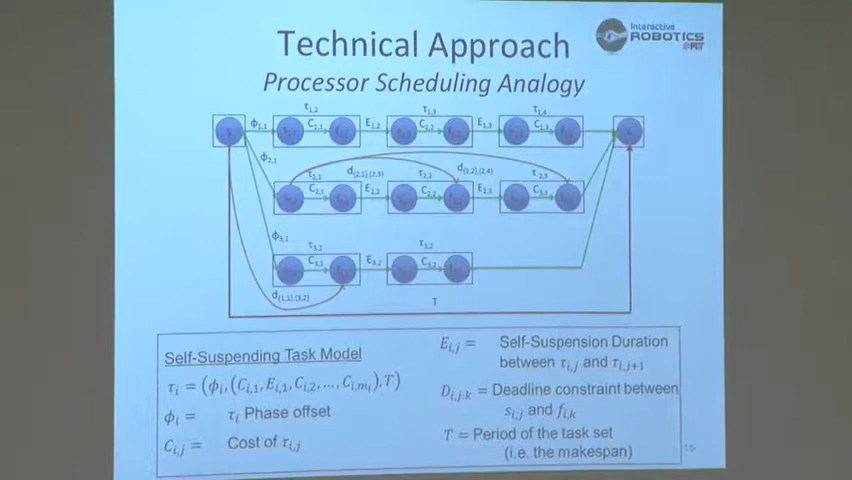 Technical Approach
Interactive
ROBOTICS
@MIT
Processor Scheduling Analogy
τ1,2 τ1,3 τ1,4
ϕ1,1 C1,1 E1,2 C1,2 E1,3 C1,3
ϕ2,1
τ2,1 d(2,1),(2,3) τ2,2 d(2,2),(2,4) τ2,3
C2,1 E2,2 C2,2 E2,3 C3,3
ϕ3,1
τ3,1 τ3,2
C3,1 E3,2 C3,2
d(1,1),(3,2)
T
Self-Suspending Task Model
τi = (ϕi, (Ci,1, Ei,1, Ci,2, ..., Ci,mi), T)
ϕi = τi Phase offset
Ci,j = Cost of τi,j
Ei,j = Self-Suspension Duration
between τi,j and τi,j+1
Di,j:k = Deadline constraint between
si,j and fi,k
T = Period of the task set
(i.e. the makespan)